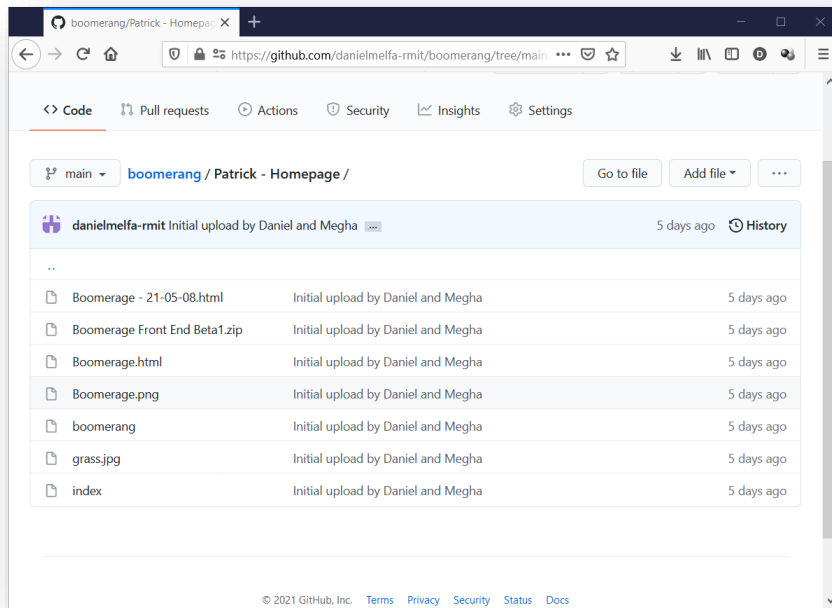 boomerang/Patrick - Homepag
https://github.com/danielmelfa-rmit/boomerang/tree/main
D
Code Pull requests Actions Security Insights Settings
main boomerang / Patrick - Homepage / Go to file Add file ...
danielmelfa-rmit Initial upload by Daniel and Megha ... 5 days ago History
..
Boomerage - 21-05-08.html Initial upload by Daniel and Megha 5 days ago
Boomerage Front End Beta1.zip Initial upload by Daniel and Megha 5 days ago
Boomerage.html Initial upload by Daniel and Megha 5 days ago
Boomerage.png Initial upload by Daniel and Megha 5 days ago
boomerang Initial upload by Daniel and Megha 5 days ago
grass.jpg Initial upload by Daniel and Megha 5 days ago
index Initial upload by Daniel and Megha 5 days ago
© 2021 GitHub, Inc. Terms Privacy Security Status Docs